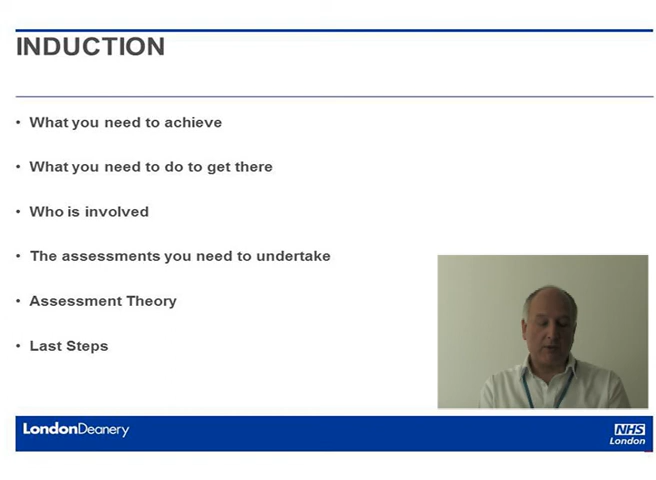 INDUCTION
• What you need to achieve
• What you need to do to get there
• Who is involved
• The assessments you need to undertake
• Assessment Theory
• Last Steps
LondonDeanery
NHS
London